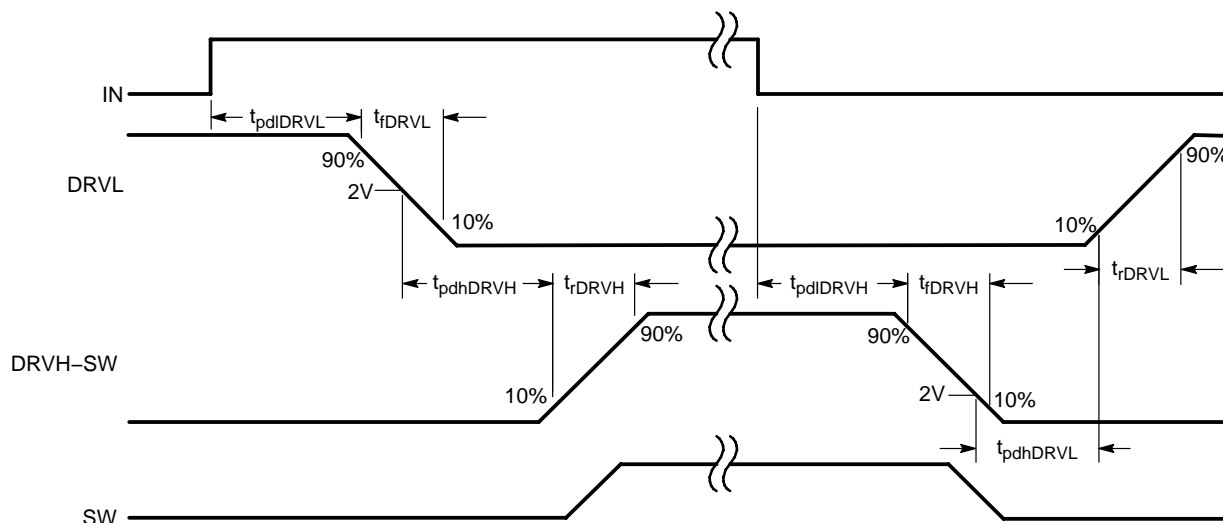 IN
tpdlDRVL
tfDRVL
90%
90%
DRVL
2V
10%
10%
tpdhDRVH
trDRVH
tpdlDRVH
tfDRVH
trDRVL
90%
90%
DRVH–SW
10%
2V
10%
tpdhDRVL
SW